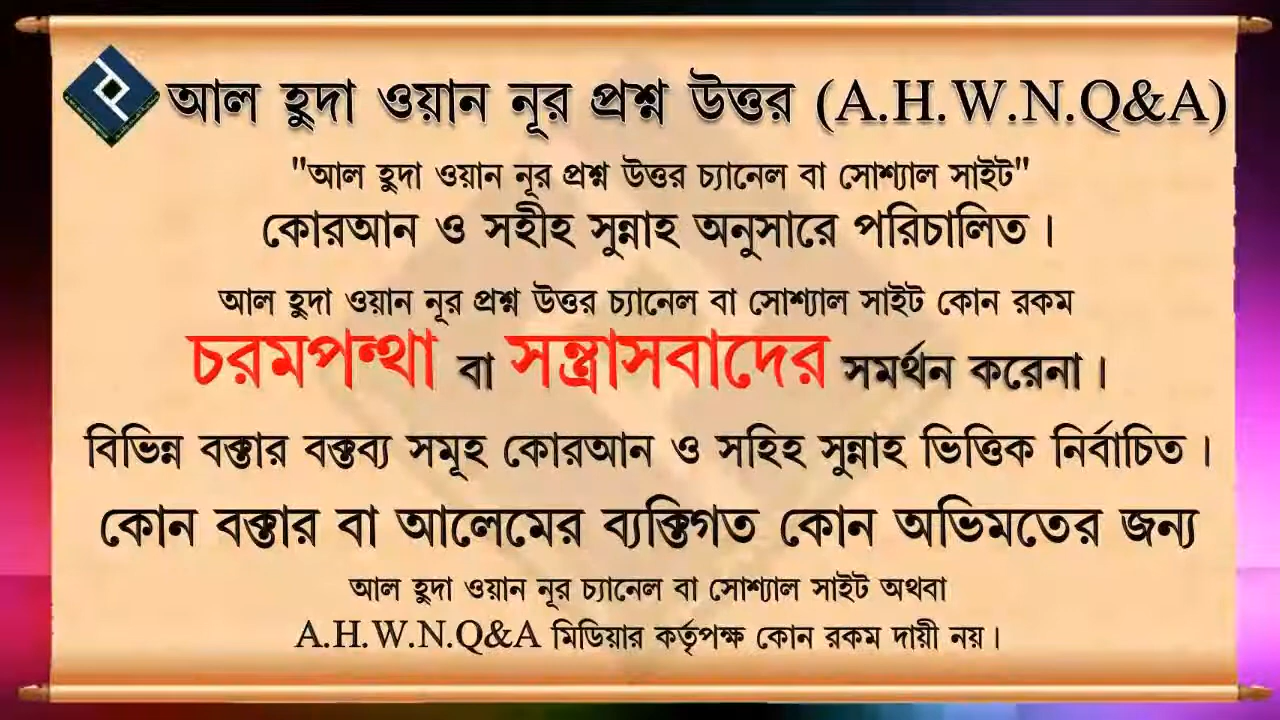 আল হুদা ওয়ান নূর প্রশ্ন উত্তর (A.H.W.N.Q&A)
"আল হুদা ওয়ান নূর প্রশ্ন উত্তর চ্যানেল বা সোশ্যাল সাইট"
কোরআন ও সহীহ সুন্নাহ অনুসারে পরিচালিত।
আল হুদা ওয়ান নূর প্রশ্ন উত্তর চ্যানেল বা সোশ্যাল সাইট কোন রকম
চরমপন্থা বা সন্ত্রাসবাদের সমর্থন করেনা।
বিভিন্ন বক্তার বক্তব্য সমূহ কোরআন ও সহিহ সুন্নাহ ভিত্তিক নির্বাচিত।
কোন বক্তার বা আলেমের ব্যক্তিগত কোন অভিমতের জন্য
আল হুদা ওয়ান নূর চ্যানেল বা সোশ্যাল সাইট অথবা
A.H.W.N.Q&A মিডিয়ার কর্তৃপক্ষ কোন রকম দায়ী নয়।